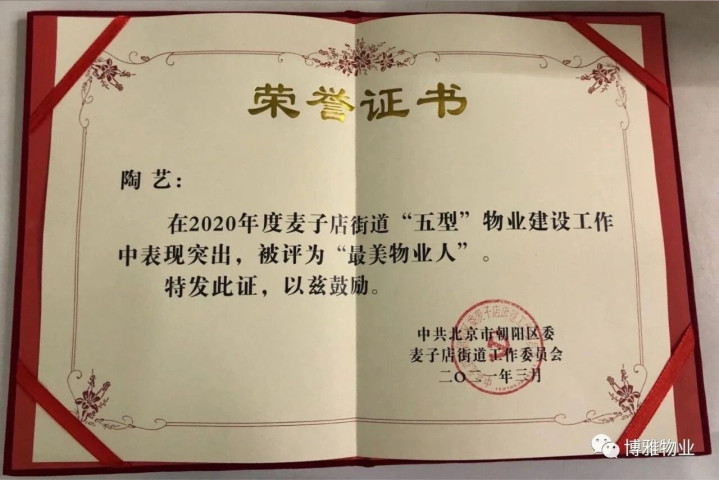 荣誉证书
陶艺：
在2020年度麦子店街道“五型”物业建设工作
中表现突出，被评为“最美物业人”。
特发此证，以兹鼓励。
中共北京市朝阳区委
麦子店街道工作委员会
二〇二一年三月
博雅物业